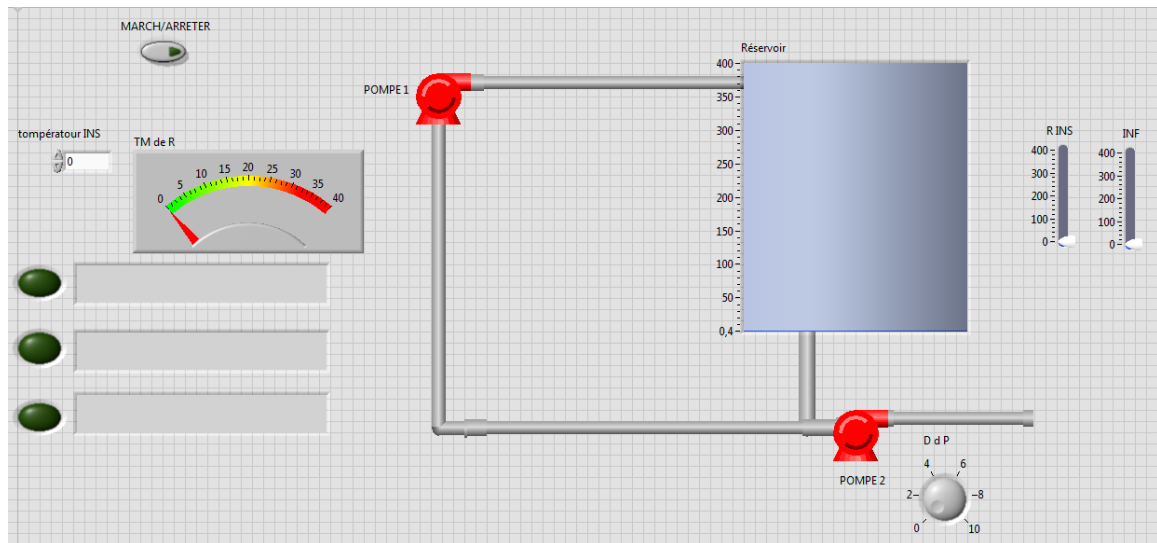 MARCH/ARRETER
Réservoir
POMPE 1
400
350
300
250
200
150
100
50
0,4
tompératour INS
0
TM de R
0 5 10 15 20 25 30 35 40
R INS
400
300
200
100
0
INF
400
300
200
100
0
POMPE 2
D d P
0 2 4 6 8 10